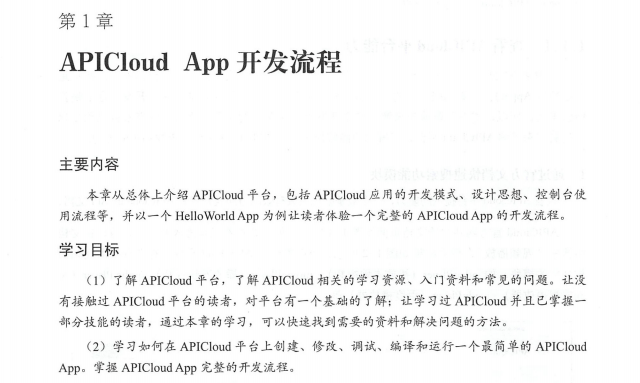 第 1 章
APICloud App 开发流程
主要内容
本章从总体上介绍 APICloud 平台，包括 APICloud 应用的开发模式、设计思想、控制台使
用流程等，并以一个 HelloWorld App 为例让读者体验一个完整的 APICloud App 的开发流程。
学习目标
（1）了解 APICloud 平台，了解 APICloud 相关的学习资源、入门资料和常见的问题。让没
有接触过 APICloud 平台的读者，对平台有一个基础的了解；让学习过 APICloud 并且已掌握一
部分技能的读者，通过本章的学习，可以快速找到需要的资料和解决问题的方法。
（2）学习如何在 APICloud 平台上创建、修改、调试、编译和运行一个最简单的 APICloud
App。掌握 APICloud App 完整的开发流程。